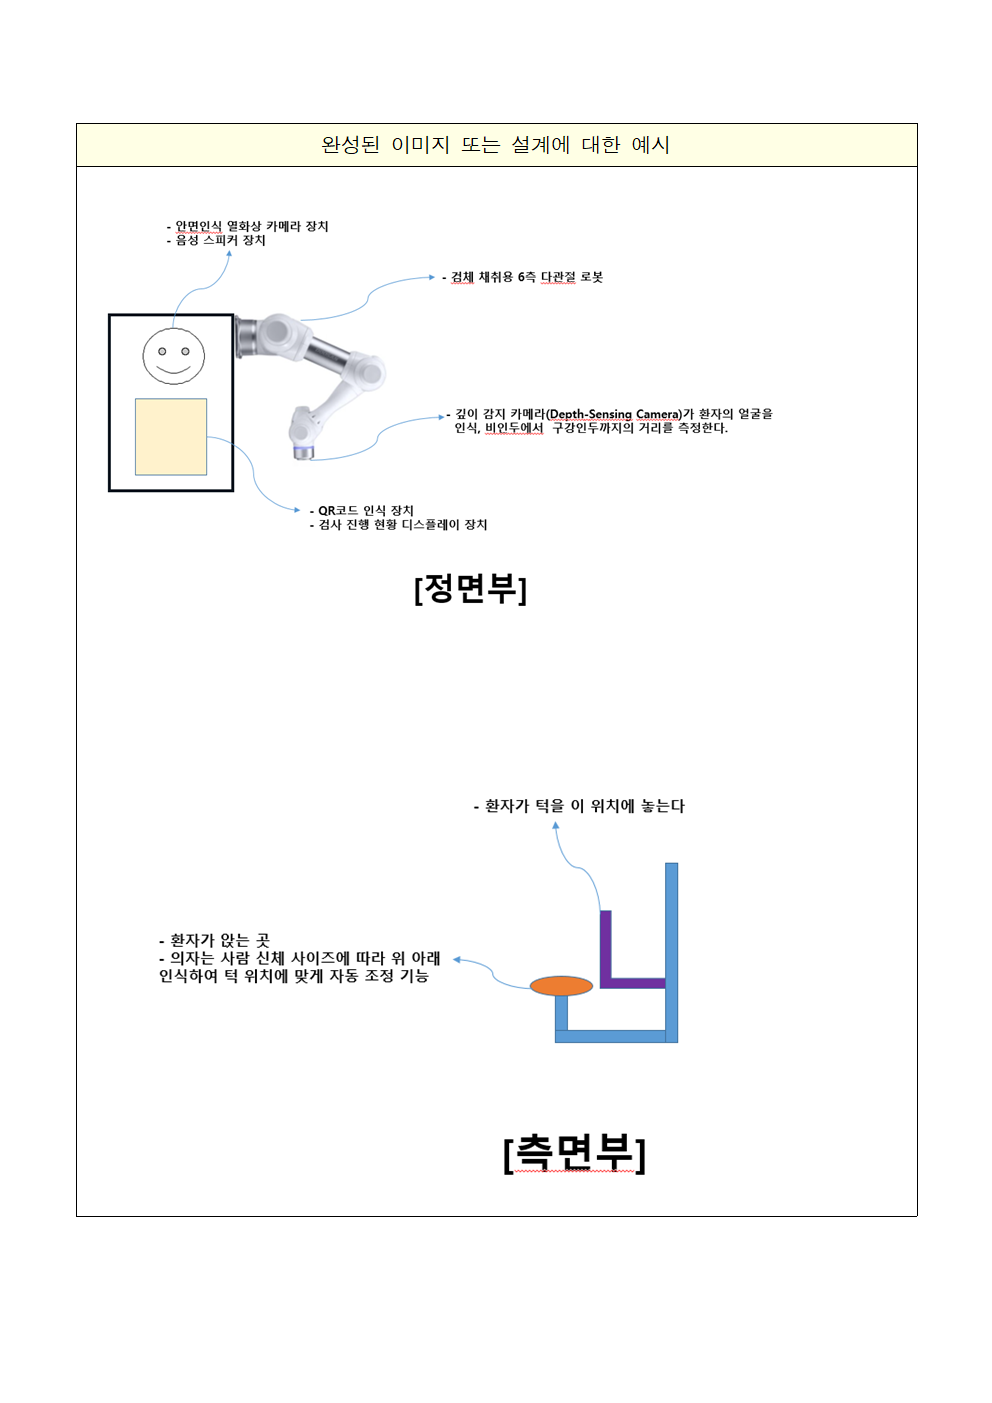 완성된 이미지 또는 설계에 대한 예시
- 안면인식 열화상 카메라 장치
- 음성 스피커 장치
- 검체 채취용 6축 다관절 로봇
- 깊이 감지 카메라(Depth-Sensing Camera)가 환자의 얼굴을
인식, 비인두에서 구강인두까지의 거리를 측정한다.
- QR코드 인식 장치
- 검사 진행 현황 디스플레이 장치
[정면부]
- 환자가 턱을 이 위치에 놓는다
- 환자가 앉는 곳
- 의자는 사람 신체 사이즈에 따라 위 아래
인식하여 턱 위치에 맞게 자동 조정 기능
[측면부]